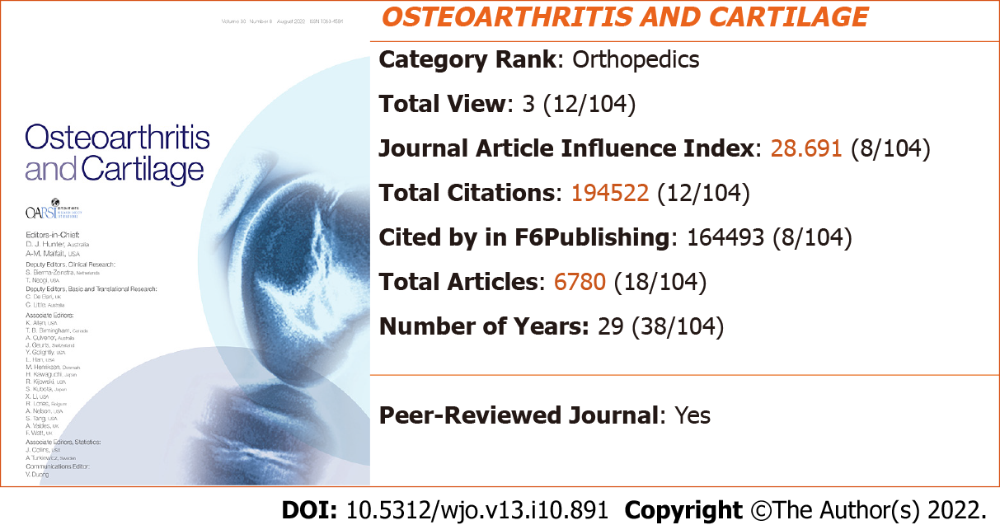 Volume 30 Number 8 August 2022 ISSN 1063-4584
Osteoarthritis
and Cartilage
OARSI
Editors-in-Chief:
D. J. Hunter, Australia
A-M. Malfait, USA
Deputy Editors, Clinical Research:
S. Bierma-Zeinstra, Netherlands
T. Neogi, USA
Deputy Editors, Basic and Translational Research:
C. De Bari, UK
C. Little, Australia
Associate Editors:
K. Allen, USA
T. B. Birmingham, Canada
A. Culvenor, Australia
J. Geurts, Switzerland
Y. Golightly, USA
L. Han, USA
M. Henriksen, Denmark
H. Kawaguchi, Japan
R. Kijowski, USA
S. Kubota, Japan
X. Li, USA
R. Lories, Belgium
A. Nelson, USA
S. Tang, USA
A. Valdes, UK
F. Watt, UK
Associate Editors, Statistics:
J. Collins, USA
A Turkiewicz, Sweden
Communications Editor:
V. Duong
OSTEOARTHRITIS AND CARTILAGE
Category Rank: Orthopedics
Total View: 3 (12/104)
Journal Article Influence Index: 28.691 (8/104)
Total Citations: 194522 (12/104)
Cited by in F6Publishing: 164493 (8/104)
Total Articles: 6780 (18/104)
Number of Years: 29 (38/104)
Peer-Reviewed Journal: Yes
DOI: 10.5312/wjo.v13.i10.891 Copyright ©The Author(s) 2022.